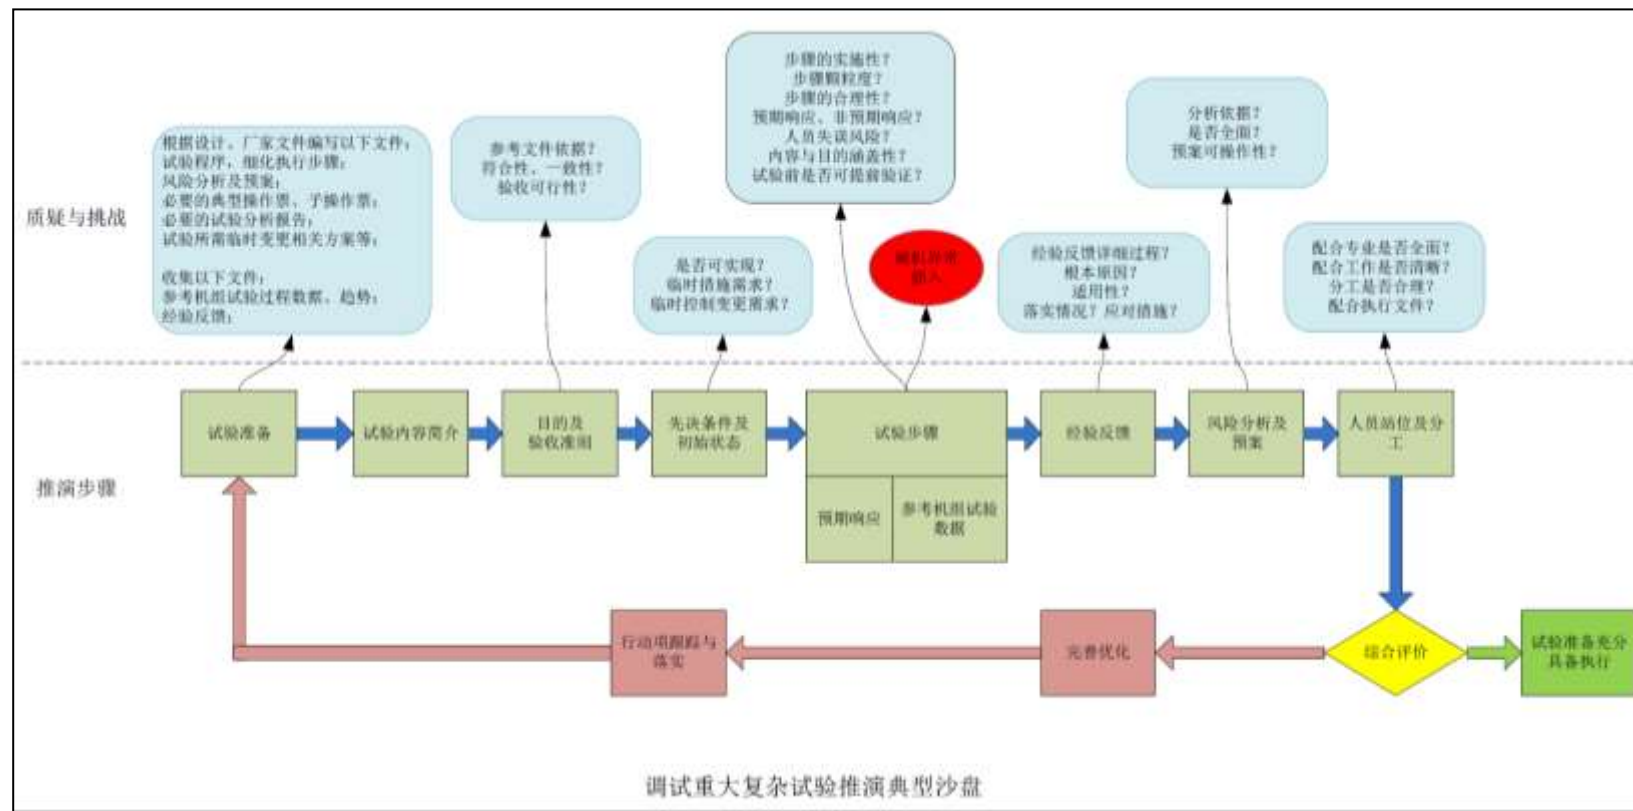 质疑与挑战
根据设计、厂家文件编写以下文件；
试验程序，细化执行步骤；
风险分析及预案；
必要的典型操作票、子操作票；
必要的试验分析报告；
试验所需临时变更相关方案等；
收集以下文件；
参考机组试验过程数据、趋势；
经验反馈；
参考文件依据？
符合性、一致性？
验收可行性？
是否可实现？
临时措施需求？
临时控制变更需求？
步骤的实施性？
步骤颗粒度？
步骤的合理性？
预期响应、非预期响应？
人员失误风险？
内容与目的涵盖性？
试验前是否可提前验证？
插入
经验反馈详细过程？
根本原因？
适用性？
落实情况？应对措施？
分析依据？
是否全面？
预案可操作性？
配合专业是否全面？
配合工作是否清晰？
分工是否合理？
配合执行文件？
推演步骤
试验准备
试验内容简介
目的及
验收准则
先决条件及
初始状态
试验步骤
预期响应
参考机组试验
数据
经验反馈
风险分析及
预案
人员站位及分
工
行动项跟踪与
落实
完善优化
综合评价
试验准备充分
具备执行
调试重大复杂试验推演典型沙盘